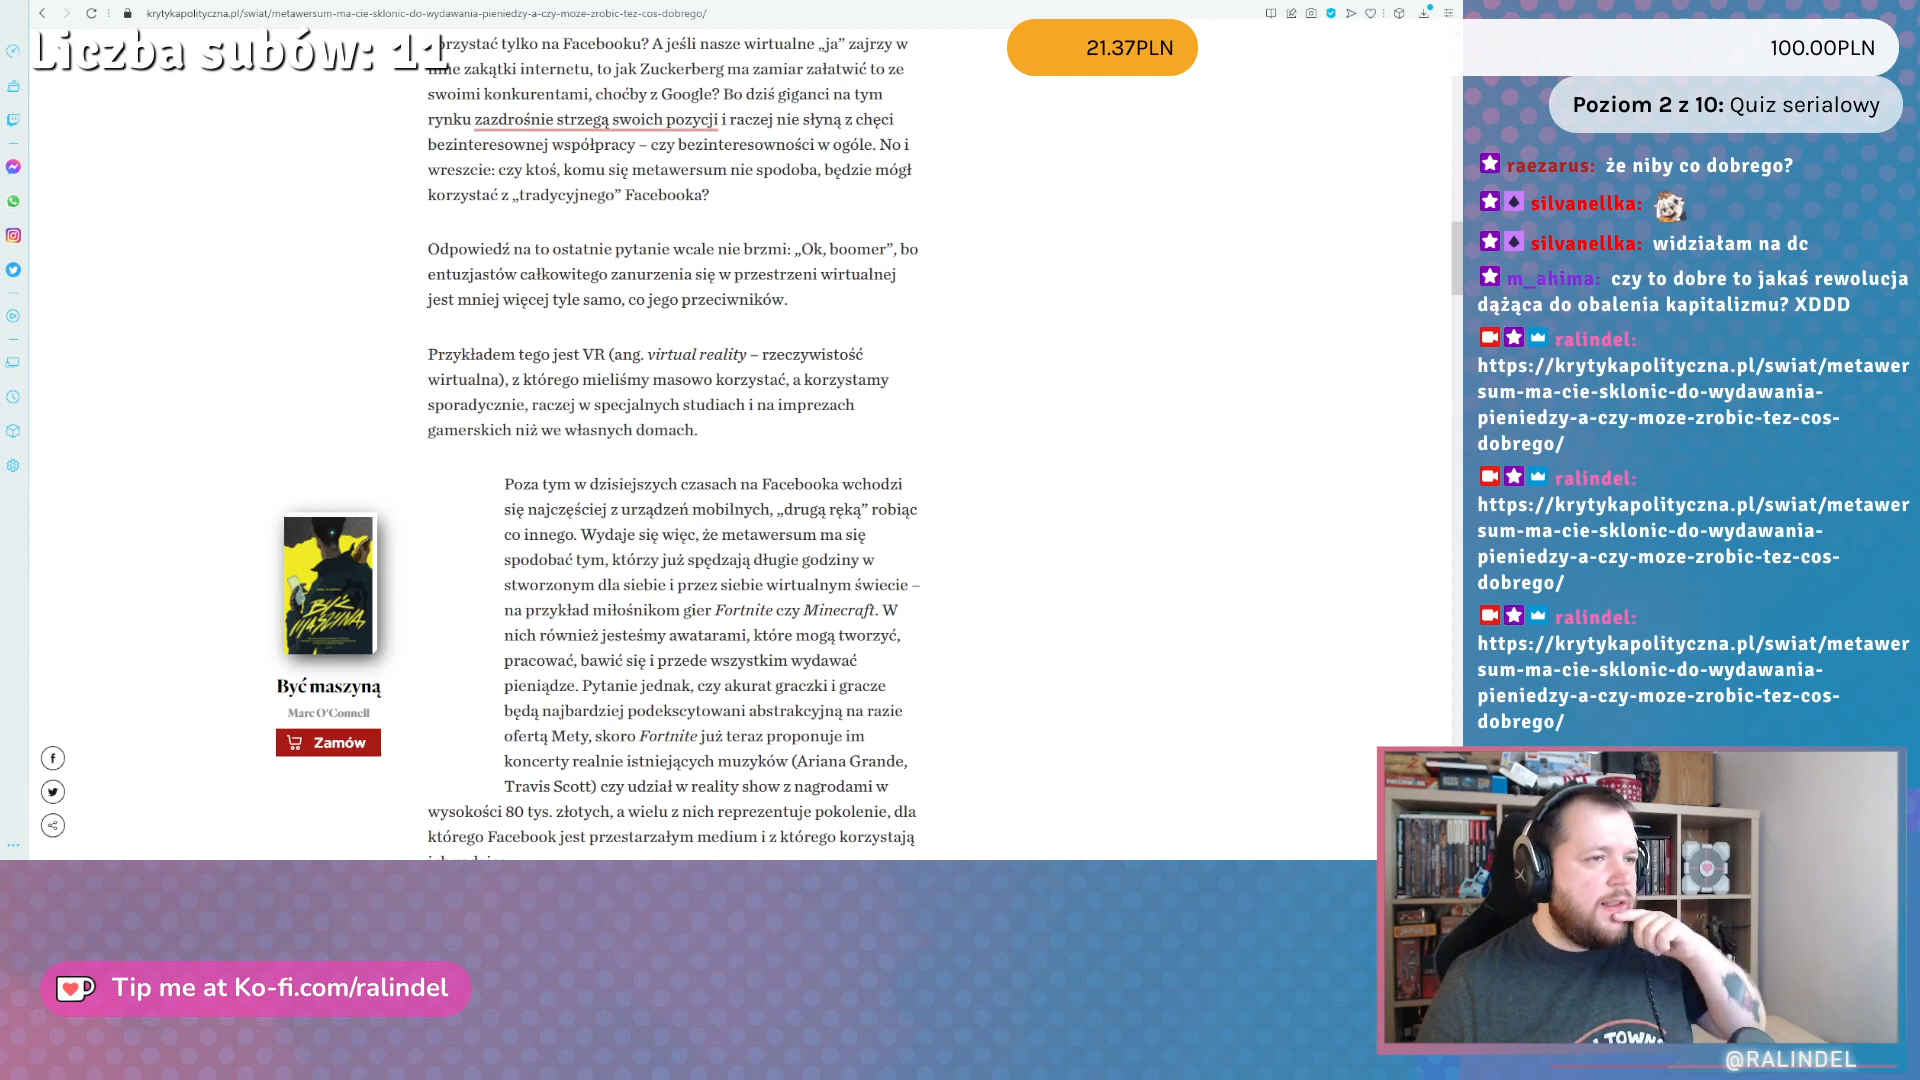 krytykapolityczna.pl/swiat/metawersum-ma-cie-sklonic-do-wydawania-pieniedzy-a-czy-moze-zrobic-tez-cos-dobrego/
Liczba subów: 11
21.37PLN
100.00PLN
Poziom 2 z 10: Quiz serialowy
tylko na Facebooku? A jeśli nasze wirtualne „ja” zajrzy w
zakątki internetu, to jak Zuckerberg ma zamiar załatwić to ze
swoimi konkurentami, choćby z Google? Bo dziś giganci na tym
rynku zazdrośnie strzegą swoich pozycji i raczej nie słyną z chęci
bezinteresownej współpracy – czy bezinteresowności w ogóle. No i
wreszcie: czy ktoś, komu się metawersum nie spodoba, będzie mógł
korzystać z „tradycyjnego” Facebooka?
Odpowiedź na to ostatnie pytanie wcale nie brzmi: „Ok, boomer”, bo
entuzjastów całkowitego zanurzenia się w przestrzeni wirtualnej
jest mniej więcej tyle samo, co jego przeciwników.
Przykładem tego jest VR (ang. virtual reality – rzeczywistość
wirtualna), z którego mieliśmy masowo korzystać, a korzystamy
sporadycznie, raczej w specjalnych studiach i na imprezach
gamerskich niż we własnych domach.
Poza tym w dzisiejszych czasach na Facebooka wchodzi
się najczęściej z urządzeń mobilnych, „drugą ręką” robiąc
co innego. Wydaje się więc, że metawersum ma się
spodobać tym, którzy już spędzają długie godziny w
stworzonym dla siebie i przez siebie wirtualnym świecie –
na przykład miłośnikom gier Fortnite czy Minecraft. W
nich również jesteśmy awatarami, które mogą tworzyć,
pracować, bawić się i przede wszystkim wydawać
pieniądze. Pytanie jednak, czy akurat graczki i gracze
będą najbardziej podekscytowani abstrakcyjną na razie
ofertą Mety, skoro Fortnite już teraz proponuje im
koncerty realnie istniejących muzyków (Ariana Grande,
Travis Scott) czy udział w reality show z nagrodami w
wysokości 80 tys. złotych, a wielu z nich reprezentuje pokolenie, dla
którego Facebook jest przestarzałym medium i z którego korzystają
BYĆ
MASZYNĄ
Być maszyną
Marc O'Connell
Zamów
raezarus: że niby co dobrego?
silvanellka:
silvanellka: widziałam na dc
m_ahima: czy to dobre to jakaś rewolucja
dążąca do obalenia kapitalizmu? XDDD
ralindel:
https://krytykapolityczna.pl/swiat/metawer
sum-ma-cie-sklonic-do-wydawania-
pieniedzy-a-czy-moze-zrobic-tez-cos-
dobrego/
ralindel:
https://krytykapolityczna.pl/swiat/metawer
sum-ma-cie-sklonic-do-wydawania-
pieniedzy-a-czy-moze-zrobic-tez-cos-
dobrego/
ralindel:
https://krytykapolityczna.pl/swiat/metawer
sum-ma-cie-sklonic-do-wydawania-
pieniedzy-a-czy-moze-zrobic-tez-cos-
dobrego/
Tip me at Ko-fi.com/ralindel
@RALINDEL